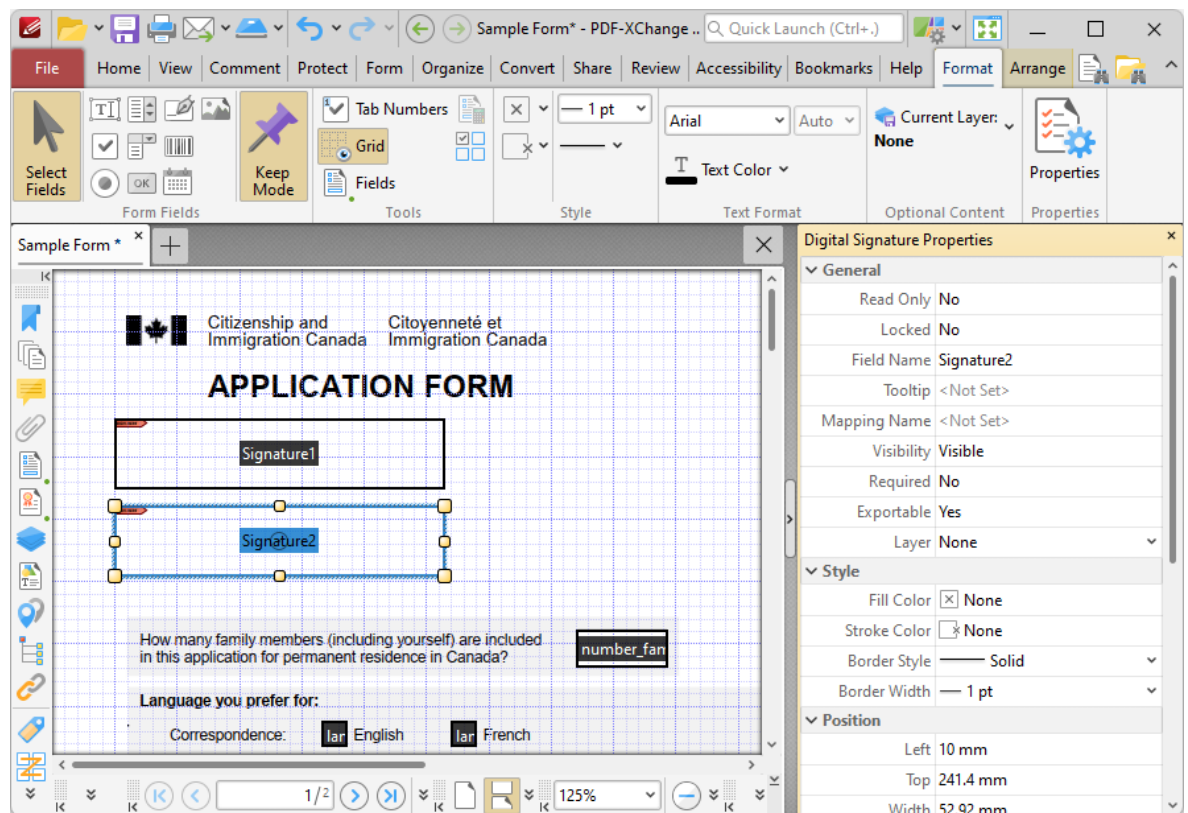 Sample Form* - PDF-XChange ..
Quick Launch (Ctrl+.)
File Home View Comment Protect Form Organize Convert Share Review Accessibility Bookmarks Help Format Arrange
Select Fields
OK
Keep Mode
Form Fields
Tab Numbers
Grid
Fields
Tools
1 pt
Style
Arial
Auto
Text Color
Text Format
Current Layer:
None
Optional Content
Properties
Properties
Sample Form *
Citizenship and
Immigration Canada
Citoyenneté et
Immigration Canada
APPLICATION FORM
Signature1
Signature2
How many family members (including yourself) are included
in this application for permanent residence in Canada?
number_fan
Language you prefer for:
Correspondence: lar English lar French
1/2
125%
Digital Signature Properties
General
Read Only No
Locked No
Field Name Signature2
Tooltip <Not Set>
Mapping Name <Not Set>
Visibility Visible
Required No
Exportable Yes
Layer None
Style
Fill Color None
Stroke Color None
Border Style Solid
Border Width 1 pt
Position
Left 10 mm
Top 241.4 mm
Width 52.92 mm